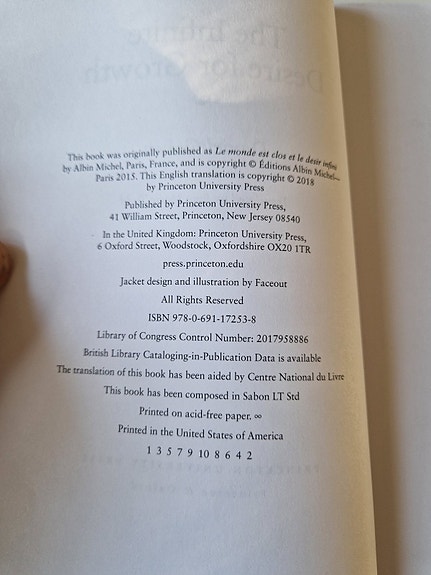 This book was originally published as Le monde est clos et le desir infini
by Albin Michel, Paris, France, and is copyright © Éditions Albin Michel—
Paris 2015. This English translation is copyright © 2018
by Princeton University Press
Published by Princeton University Press,
41 William Street, Princeton, New Jersey 08540
In the United Kingdom: Princeton University Press,
6 Oxford Street, Woodstock, Oxfordshire OX20 1TR
press.princeton.edu
Jacket design and illustration by Faceout
All Rights Reserved
ISBN 978-0-691-17253-8
Library of Congress Control Number: 2017958886
British Library Cataloging-in-Publication Data is available
The translation of this book has been aided by Centre National du Livre
This book has been composed in Sabon LT Std
Printed on acid-free paper. ∞
Printed in the United States of America
1 3 5 7 9 10 8 6 4 2